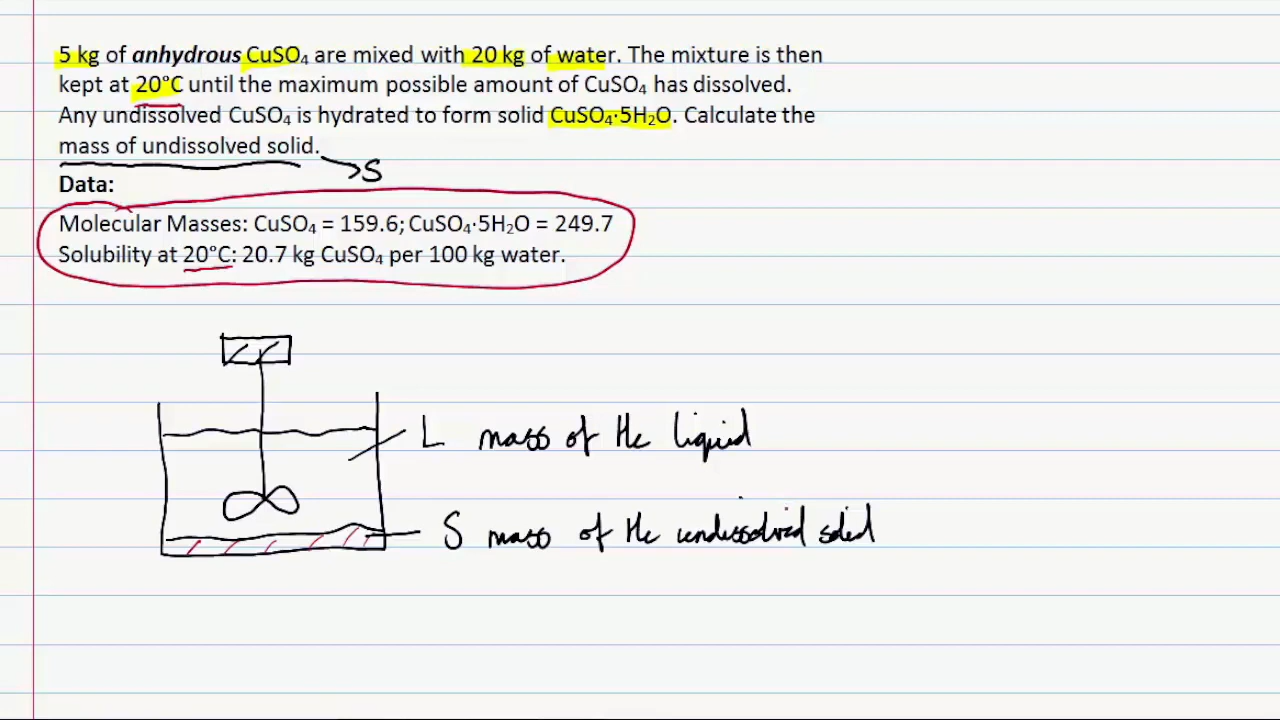 5 kg of anhydrous CuSO₄ are mixed with 20 kg of water. The mixture is then
kept at 20°C until the maximum possible amount of CuSO₄ has dissolved.
Any undissolved CuSO₄ is hydrated to form solid CuSO₄·5H₂O. Calculate the
mass of undissolved solid.
S
Data:
Molecular Masses: CuSO₄ = 159.6; CuSO₄·5H₂O = 249.7
Solubility at 20°C: 20.7 kg CuSO₄ per 100 kg water.
L mass of the liquid
S mass of the undissolvid solid